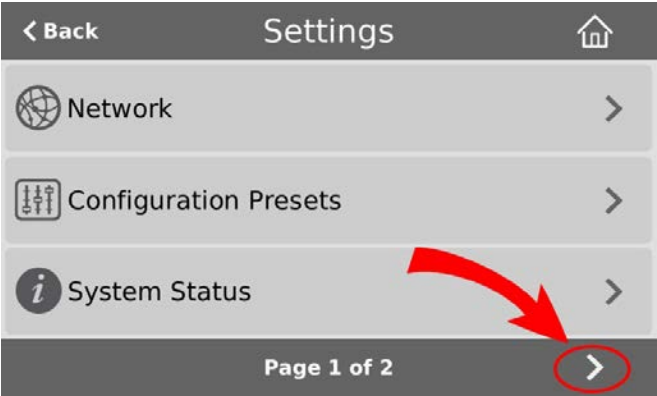 Back
Settings
Network
Configuration Presets
System Status
Page 1 of 2